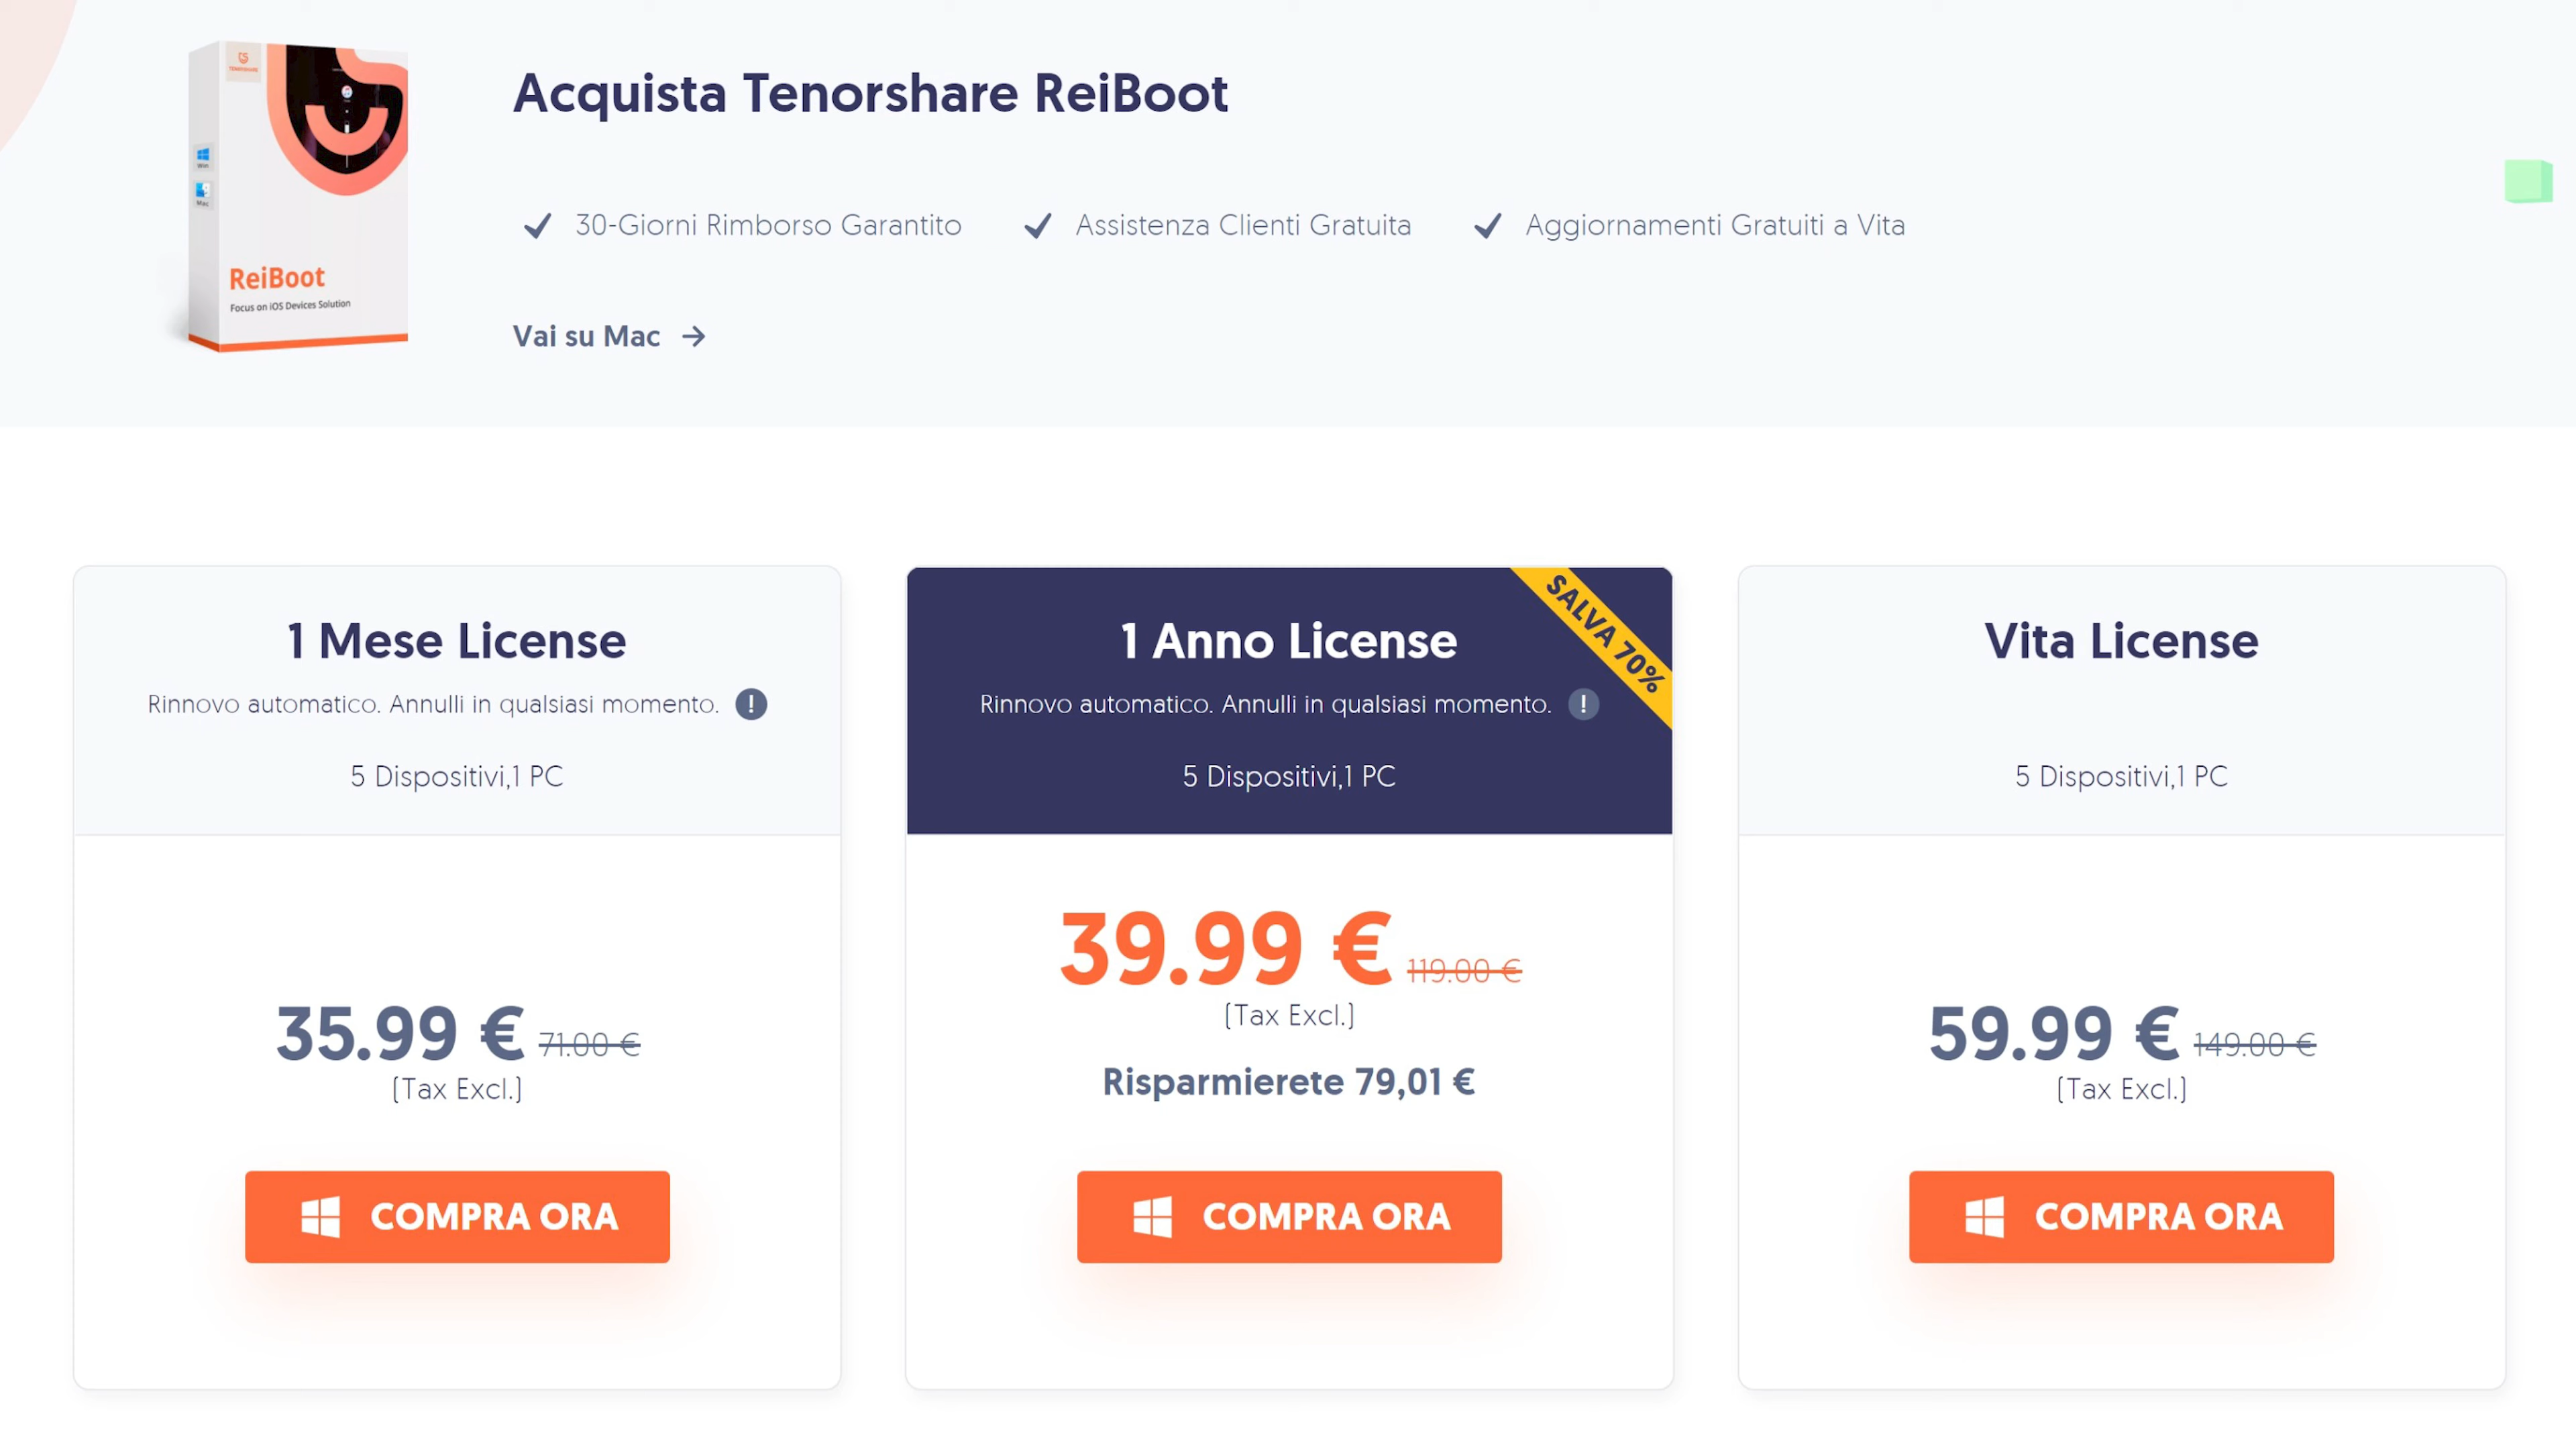 TENORSHARE
Win
Mac
ReiBoot
Focus on iOS Devices Solution
Acquista Tenorshare ReiBoot
30-Giorni Rimborso Garantito
Assistenza Clienti Gratuita
Aggiornamenti Gratuiti a Vita
Vai su Mac
1 Mese License
Rinnovo automatico. Annulli in qualsiasi momento. !
5 Dispositivi,1 PC
35.99 € 71.00 €
(Tax Excl.)
COMPRA ORA
SALVA 70%
1 Anno License
Rinnovo automatico. Annulli in qualsiasi momento. !
5 Dispositivi,1 PC
39.99 € 119.00 €
(Tax Excl.)
Risparmierete 79,01 €
COMPRA ORA
Vita License
5 Dispositivi,1 PC
59.99 € 149.00 €
(Tax Excl.)
COMPRA ORA